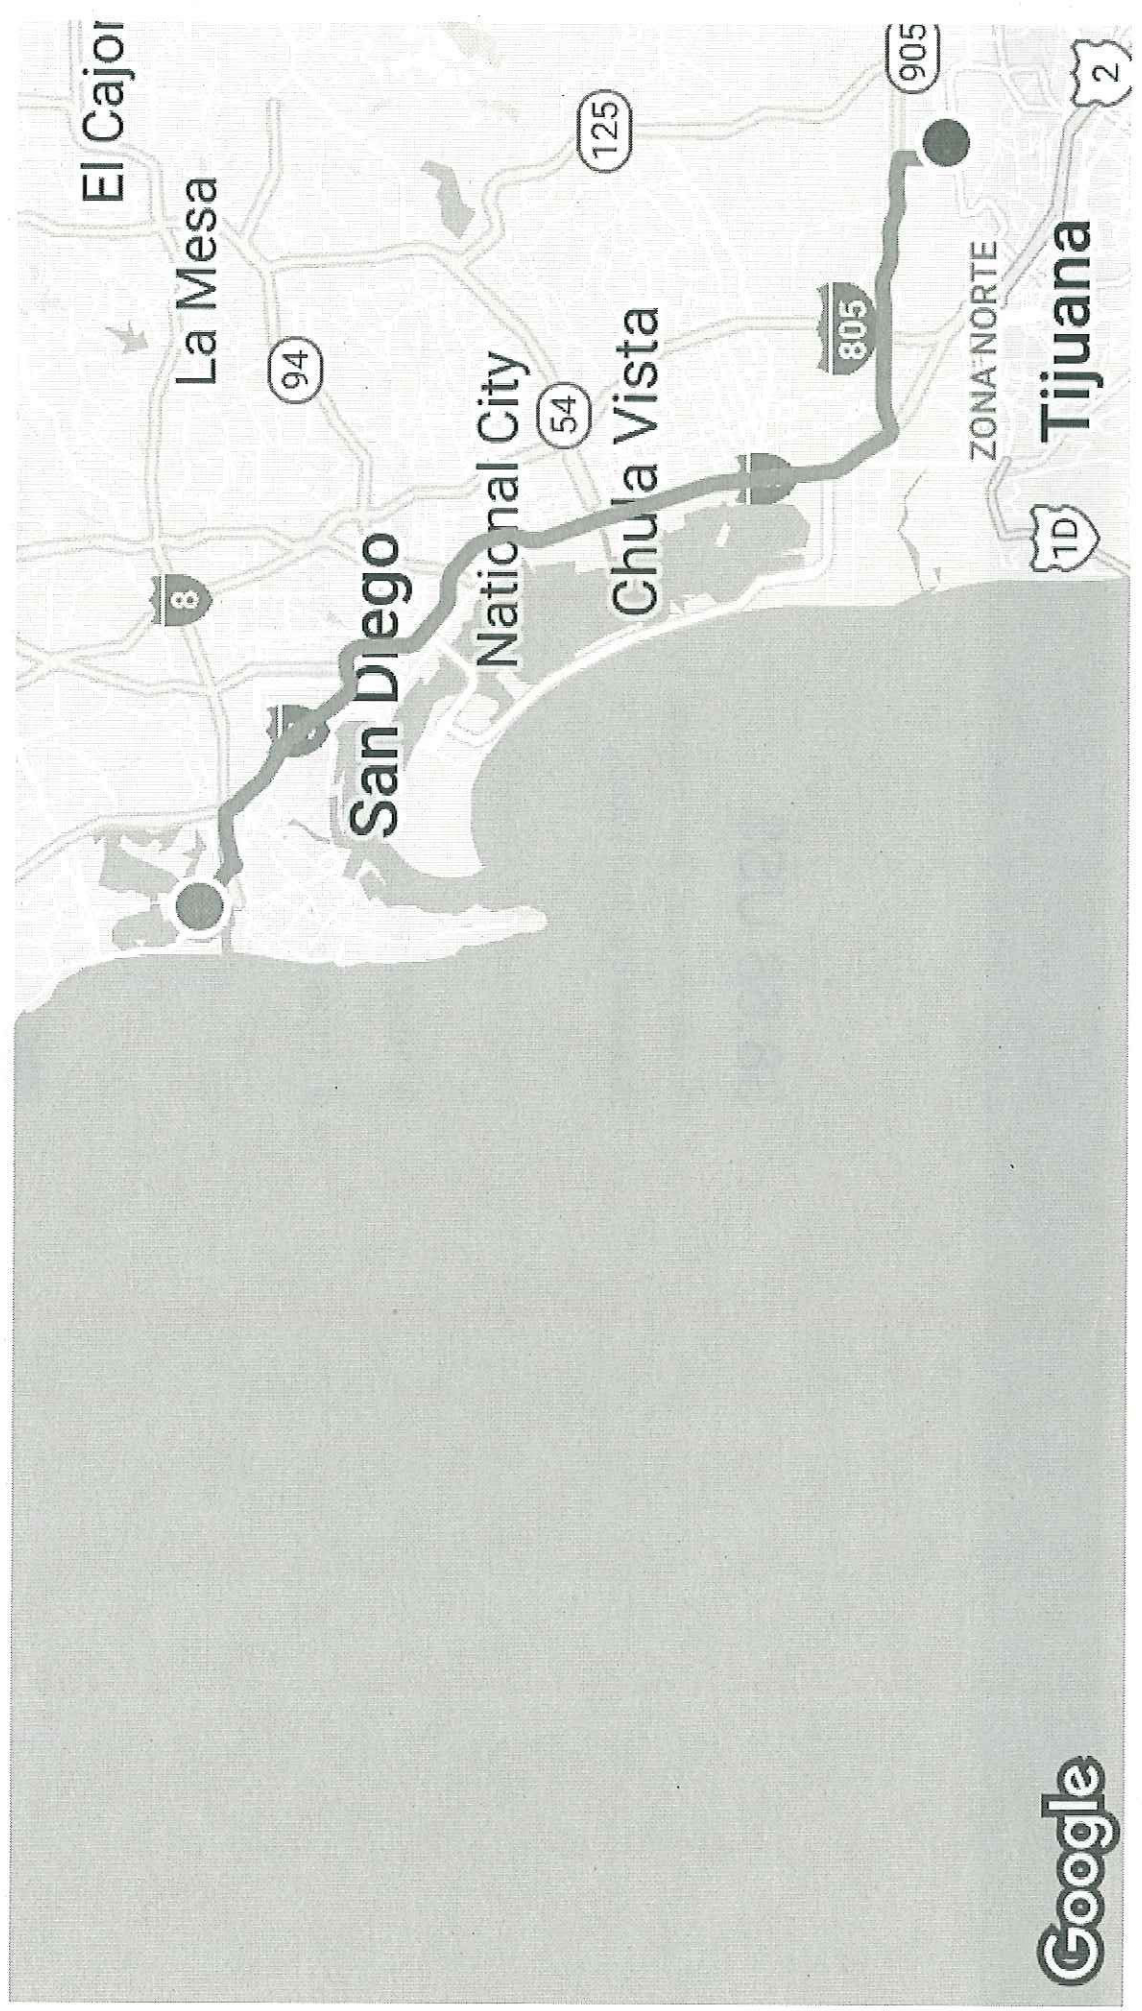 El Cajon
La Mesa
8
94
125
San Diego
National City
54
Chula Vista
805
905
ZONA NORTE
Tijuana
1D
2
Google